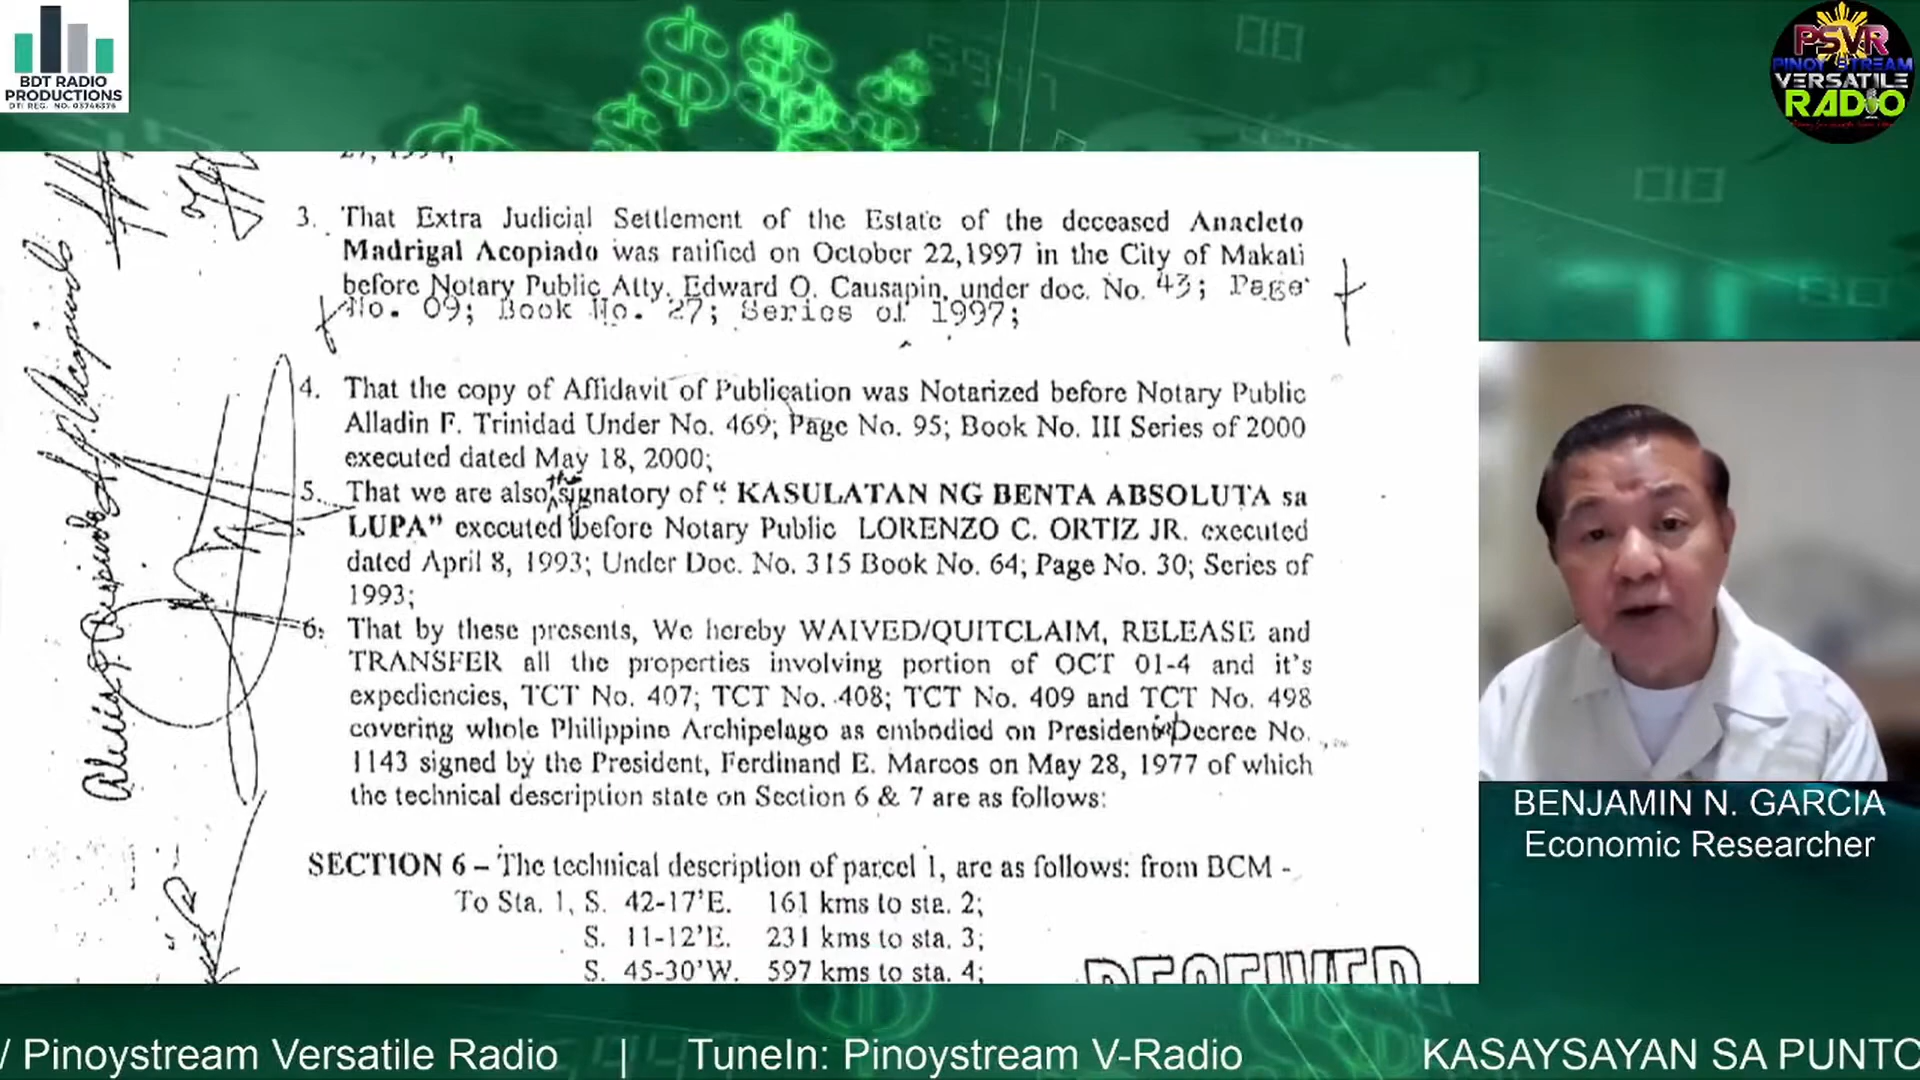 BDT RADIO
PRODUCTIONS
DTI REG. NO. 03746376
PSVR
PINOY STREAM
VERSATILE
RADIO
3. That Extra Judicial Settlement of the Estate of the deceased Anacleto
Madrigal Acopiado was ratified on October 22,1997 in the City of Makati
before Notary Public Atty. Edward O. Causapin, under doc. No. 43; Page
No. 09; Book No. 27; Series of 1997;
4. That the copy of Affidavit of Publication was Notarized before Notary Public
Alladin F. Trinidad Under No. 469; Page No. 95; Book No. III Series of 2000
executed dated May 18, 2000;
5. That we are also the signatory of “ KASULATAN NG BENTA ABSOLUTA sa
LUPA” executed before Notary Public LORENZO C. ORTIZ JR. executed
dated April 8, 1993; Under Doc. No. 315 Book No. 64; Page No. 30; Series of
1993;
6. That by these presents, We hereby WAIVED/QUITCLAIM, RELEASE and
TRANSFER all the properties involving portion of OCT 01-4 and it's
expediencies, TCT No. 407; TCT No. 408; TCT No. 409 and TCT No. 498
covering whole Philippine Archipelago as embodied on Presidential Decree No.
1143 signed by the President, Ferdinand E. Marcos on May 28, 1977 of which
the technical description state on Section 6 & 7 are as follows:
SECTION 6 – The technical description of parcel 1, are as follows: from BCM -
To Sta. 1, S. 42-17'E. 161 kms to sta. 2;
S. 11-12'E. 231 kms to sta. 3;
S. 45-30'W. 597 kms to sta. 4;
RECEIVED
BENJAMIN N. GARCIA
Economic Researcher
/ Pinoystream Versatile Radio | TuneIn: Pinoystream V-Radio KASAYSAYAN SA PUNTO